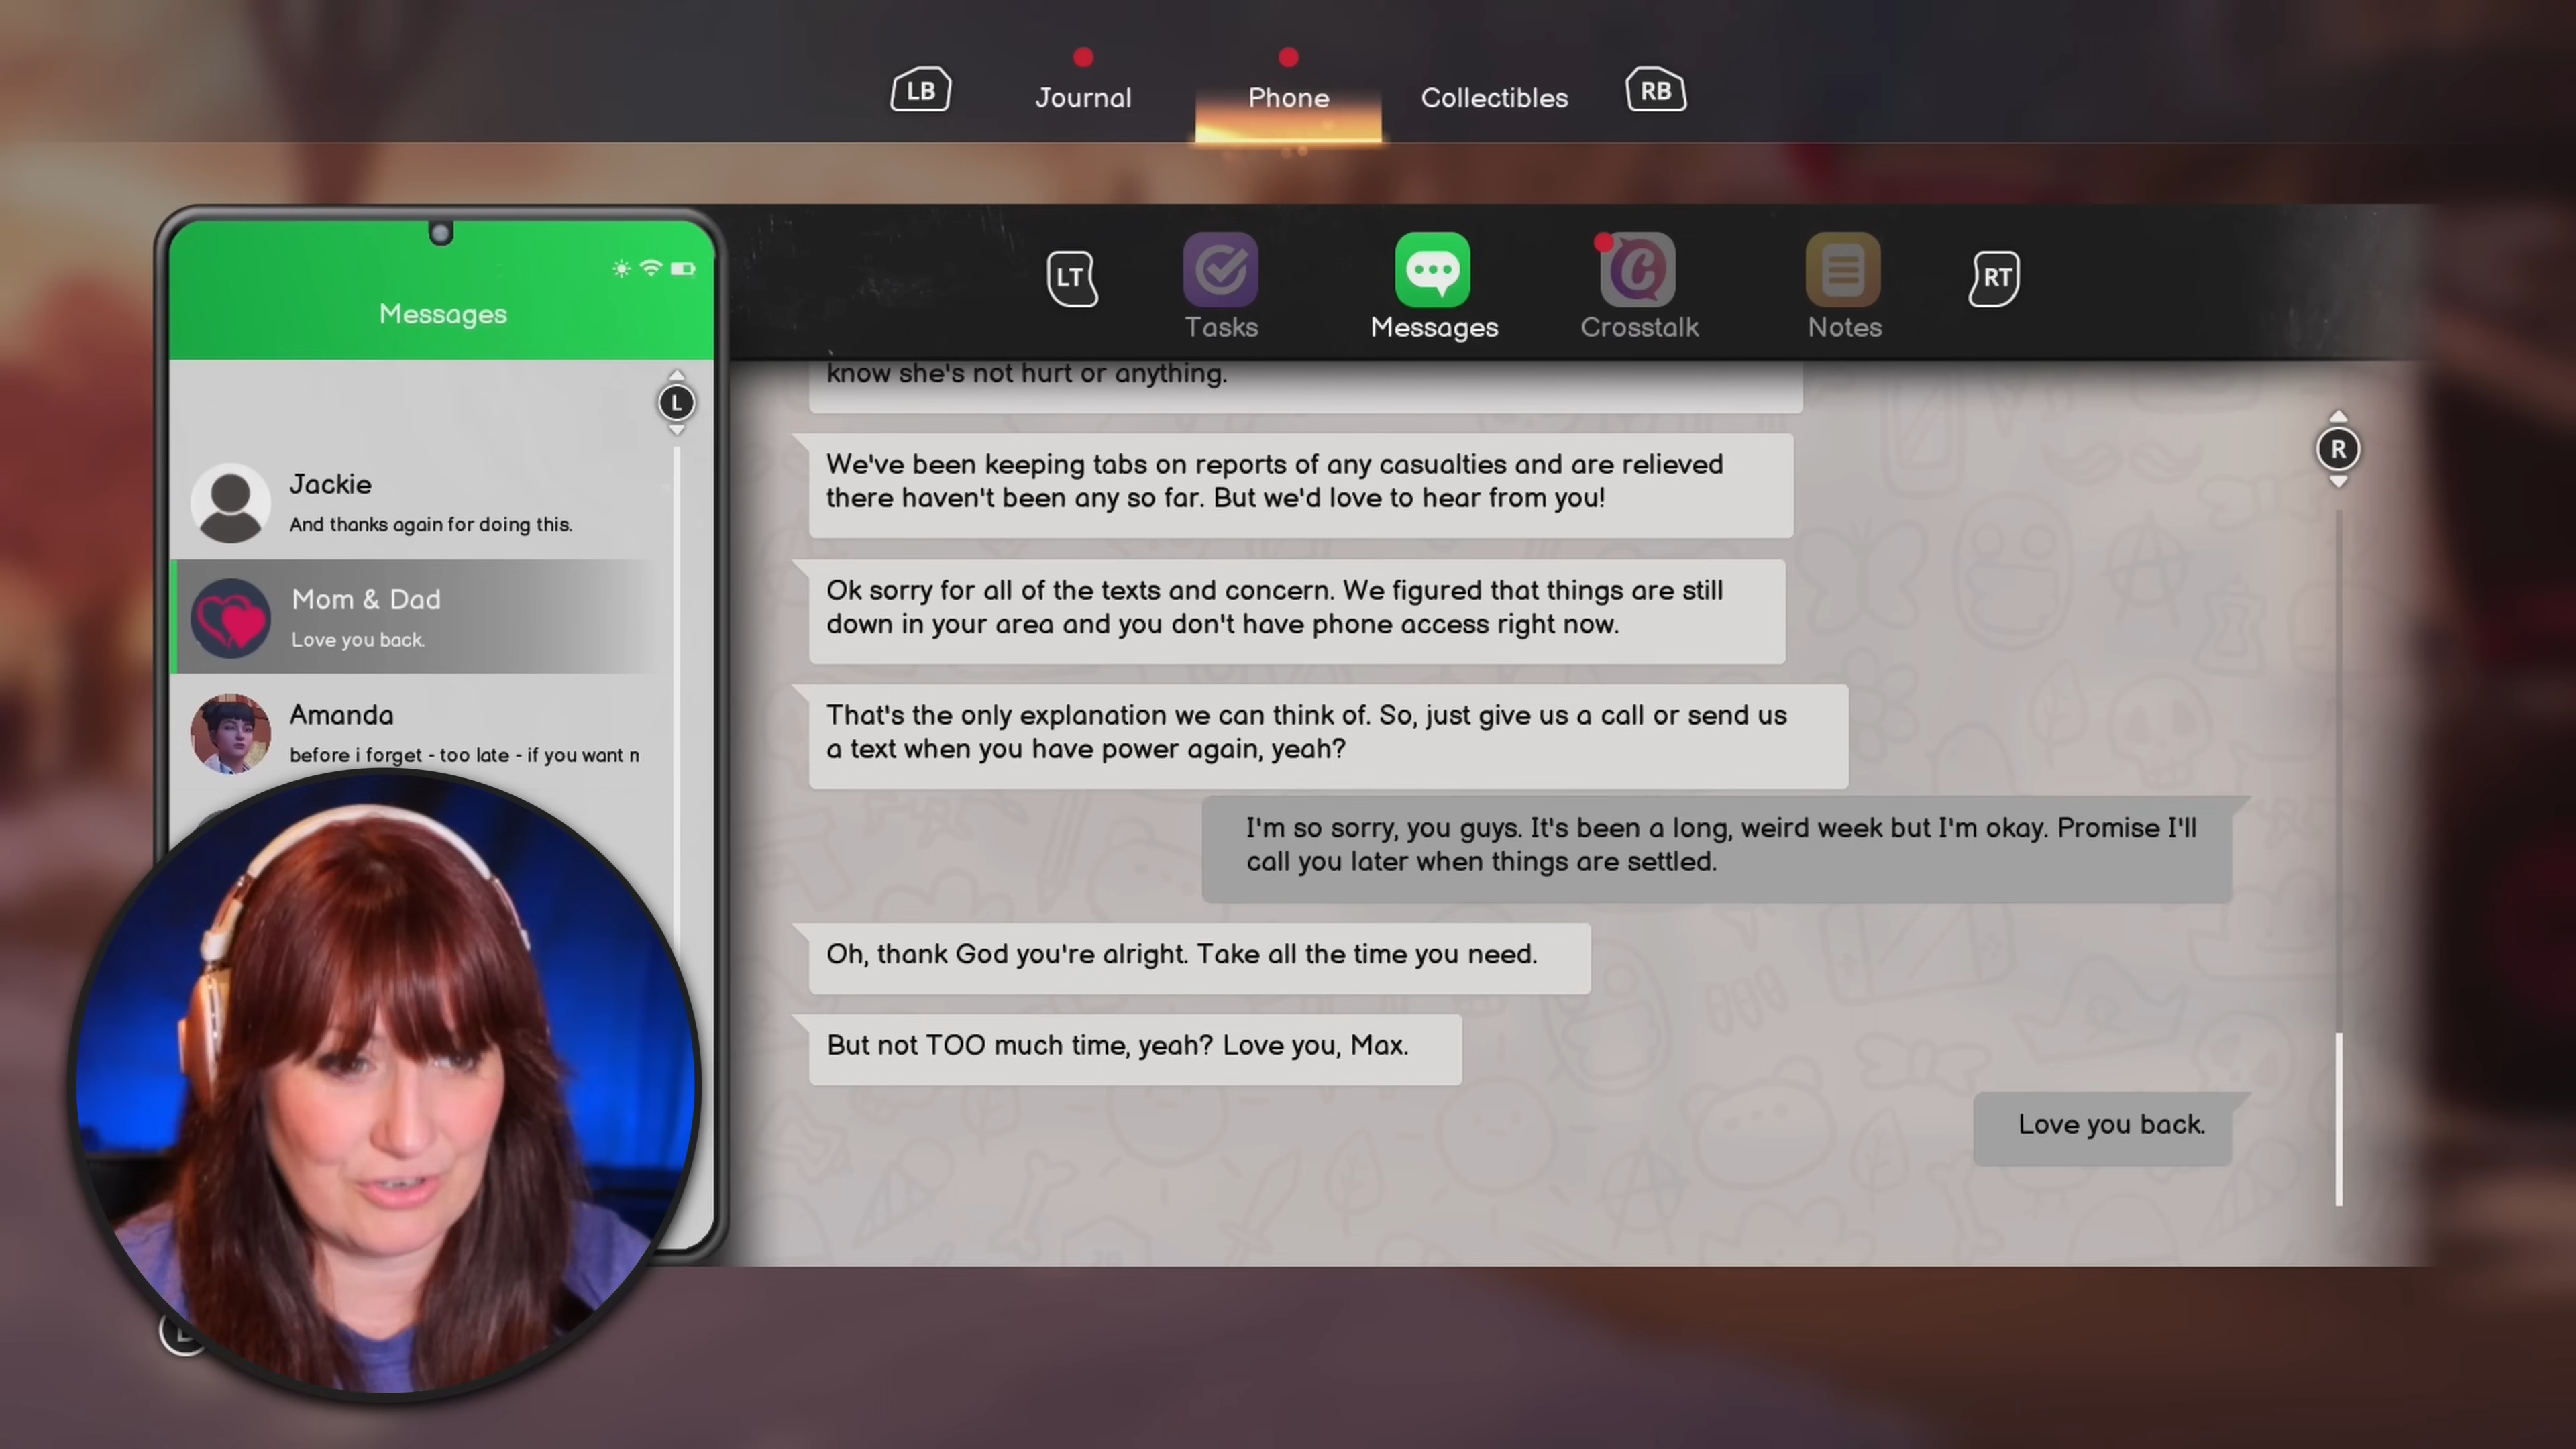 LB
Journal
Phone
Collectibles
RB
Messages
LT
Tasks
Messages
Crosstalk
Notes
RT
L
Jackie
And thanks again for doing this.
Mom & Dad
Love you back.
Amanda
before i forget - too late - if you want n
know she's not hurt or anything.
We've been keeping tabs on reports of any casualties and are relieved
there haven't been any so far. But we'd love to hear from you!
Ok sorry for all of the texts and concern. We figured that things are still
down in your area and you don't have phone access right now.
That's the only explanation we can think of. So, just give us a call or send us
a text when you have power again, yeah?
I'm so sorry, you guys. It's been a long, weird week but I'm okay. Promise I'll
call you later when things are settled.
Oh, thank God you're alright. Take all the time you need.
But not TOO much time, yeah? Love you, Max.
Love you back.
R